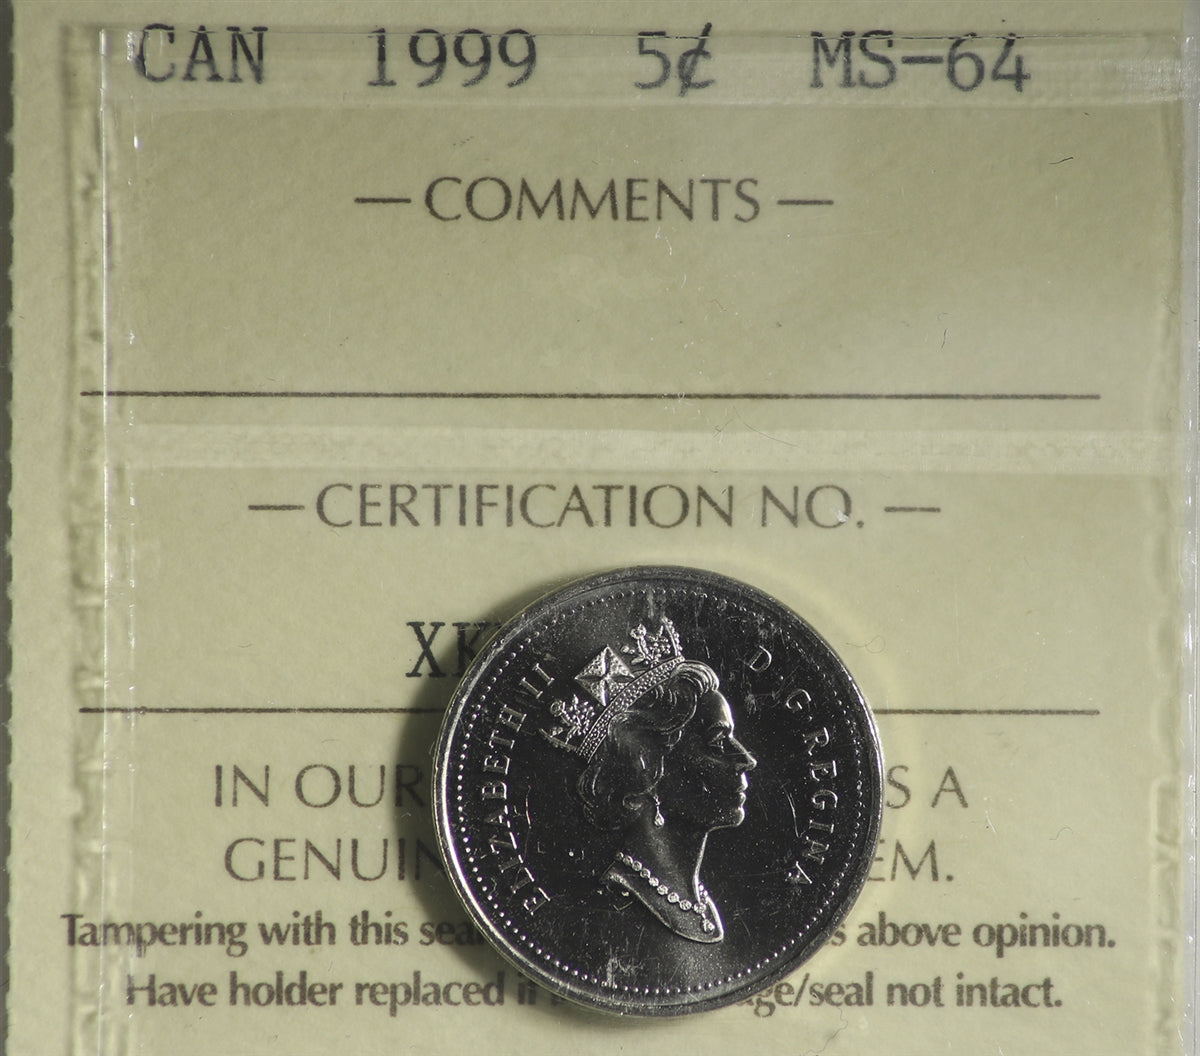 CAN 1999 5¢ MS-64
— COMMENTS —
— CERTIFICATION NO. —
XK
IN OUR S A
GENUIN EM.
Tampering with this sea s above opinion.
Have holder replaced if ge/seal not intact.
ELIZABETH II D·G·REGINA